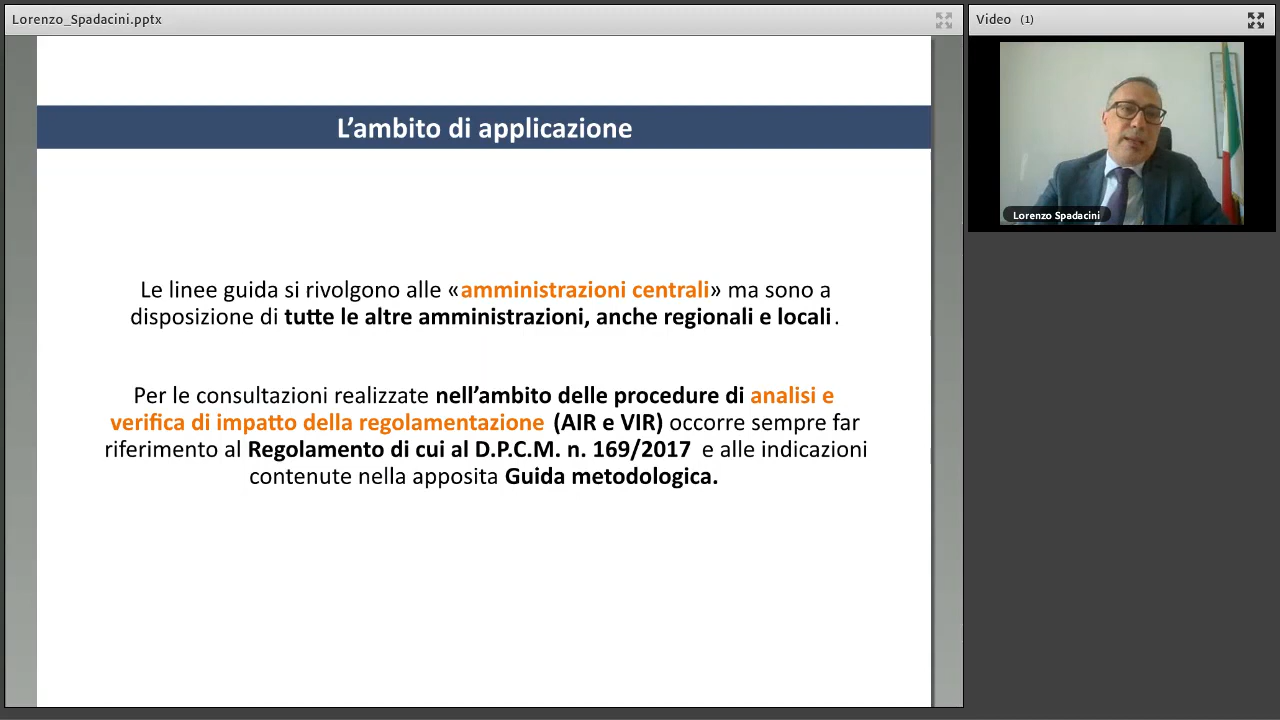 Lorenzo_Spadacini.pptx
Video (1)
L’ambito di applicazione
Le linee guida si rivolgono alle «amministrazioni centrali» ma sono a
disposizione di tutte le altre amministrazioni, anche regionali e locali.
Per le consultazioni realizzate nell’ambito delle procedure di analisi e
verifica di impatto della regolamentazione (AIR e VIR) occorre sempre far
riferimento al Regolamento di cui al D.P.C.M. n. 169/2017 e alle indicazioni
contenute nella apposita Guida metodologica.
Lorenzo Spadacini